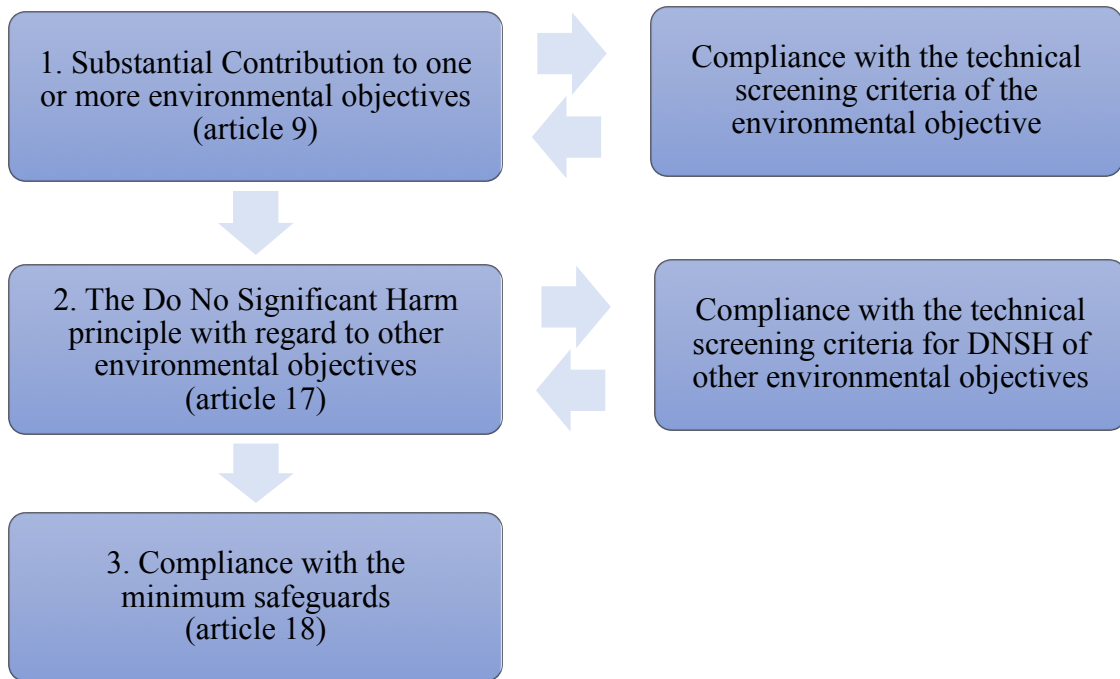 1. Substantial Contribution to one
or more environmental objectives
(article 9)
Compliance with the technical
screening criteria of the
environmental objective
2. The Do No Significant Harm
principle with regard to other
environmental objectives
(article 17)
Compliance with the technical
screening criteria for DNSH of
other environmental objectives
3. Compliance with the
minimum safeguards
(article 18)